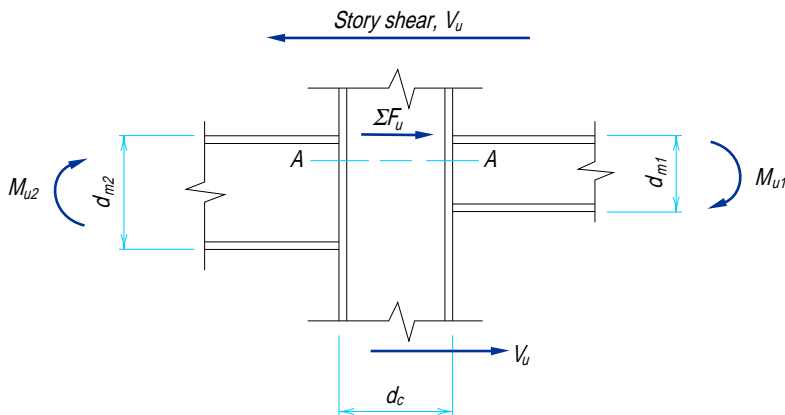 Story shear, Vu
ΣFu
A
A
Mu2
dm2
dm1
Mu1
Vu
dc